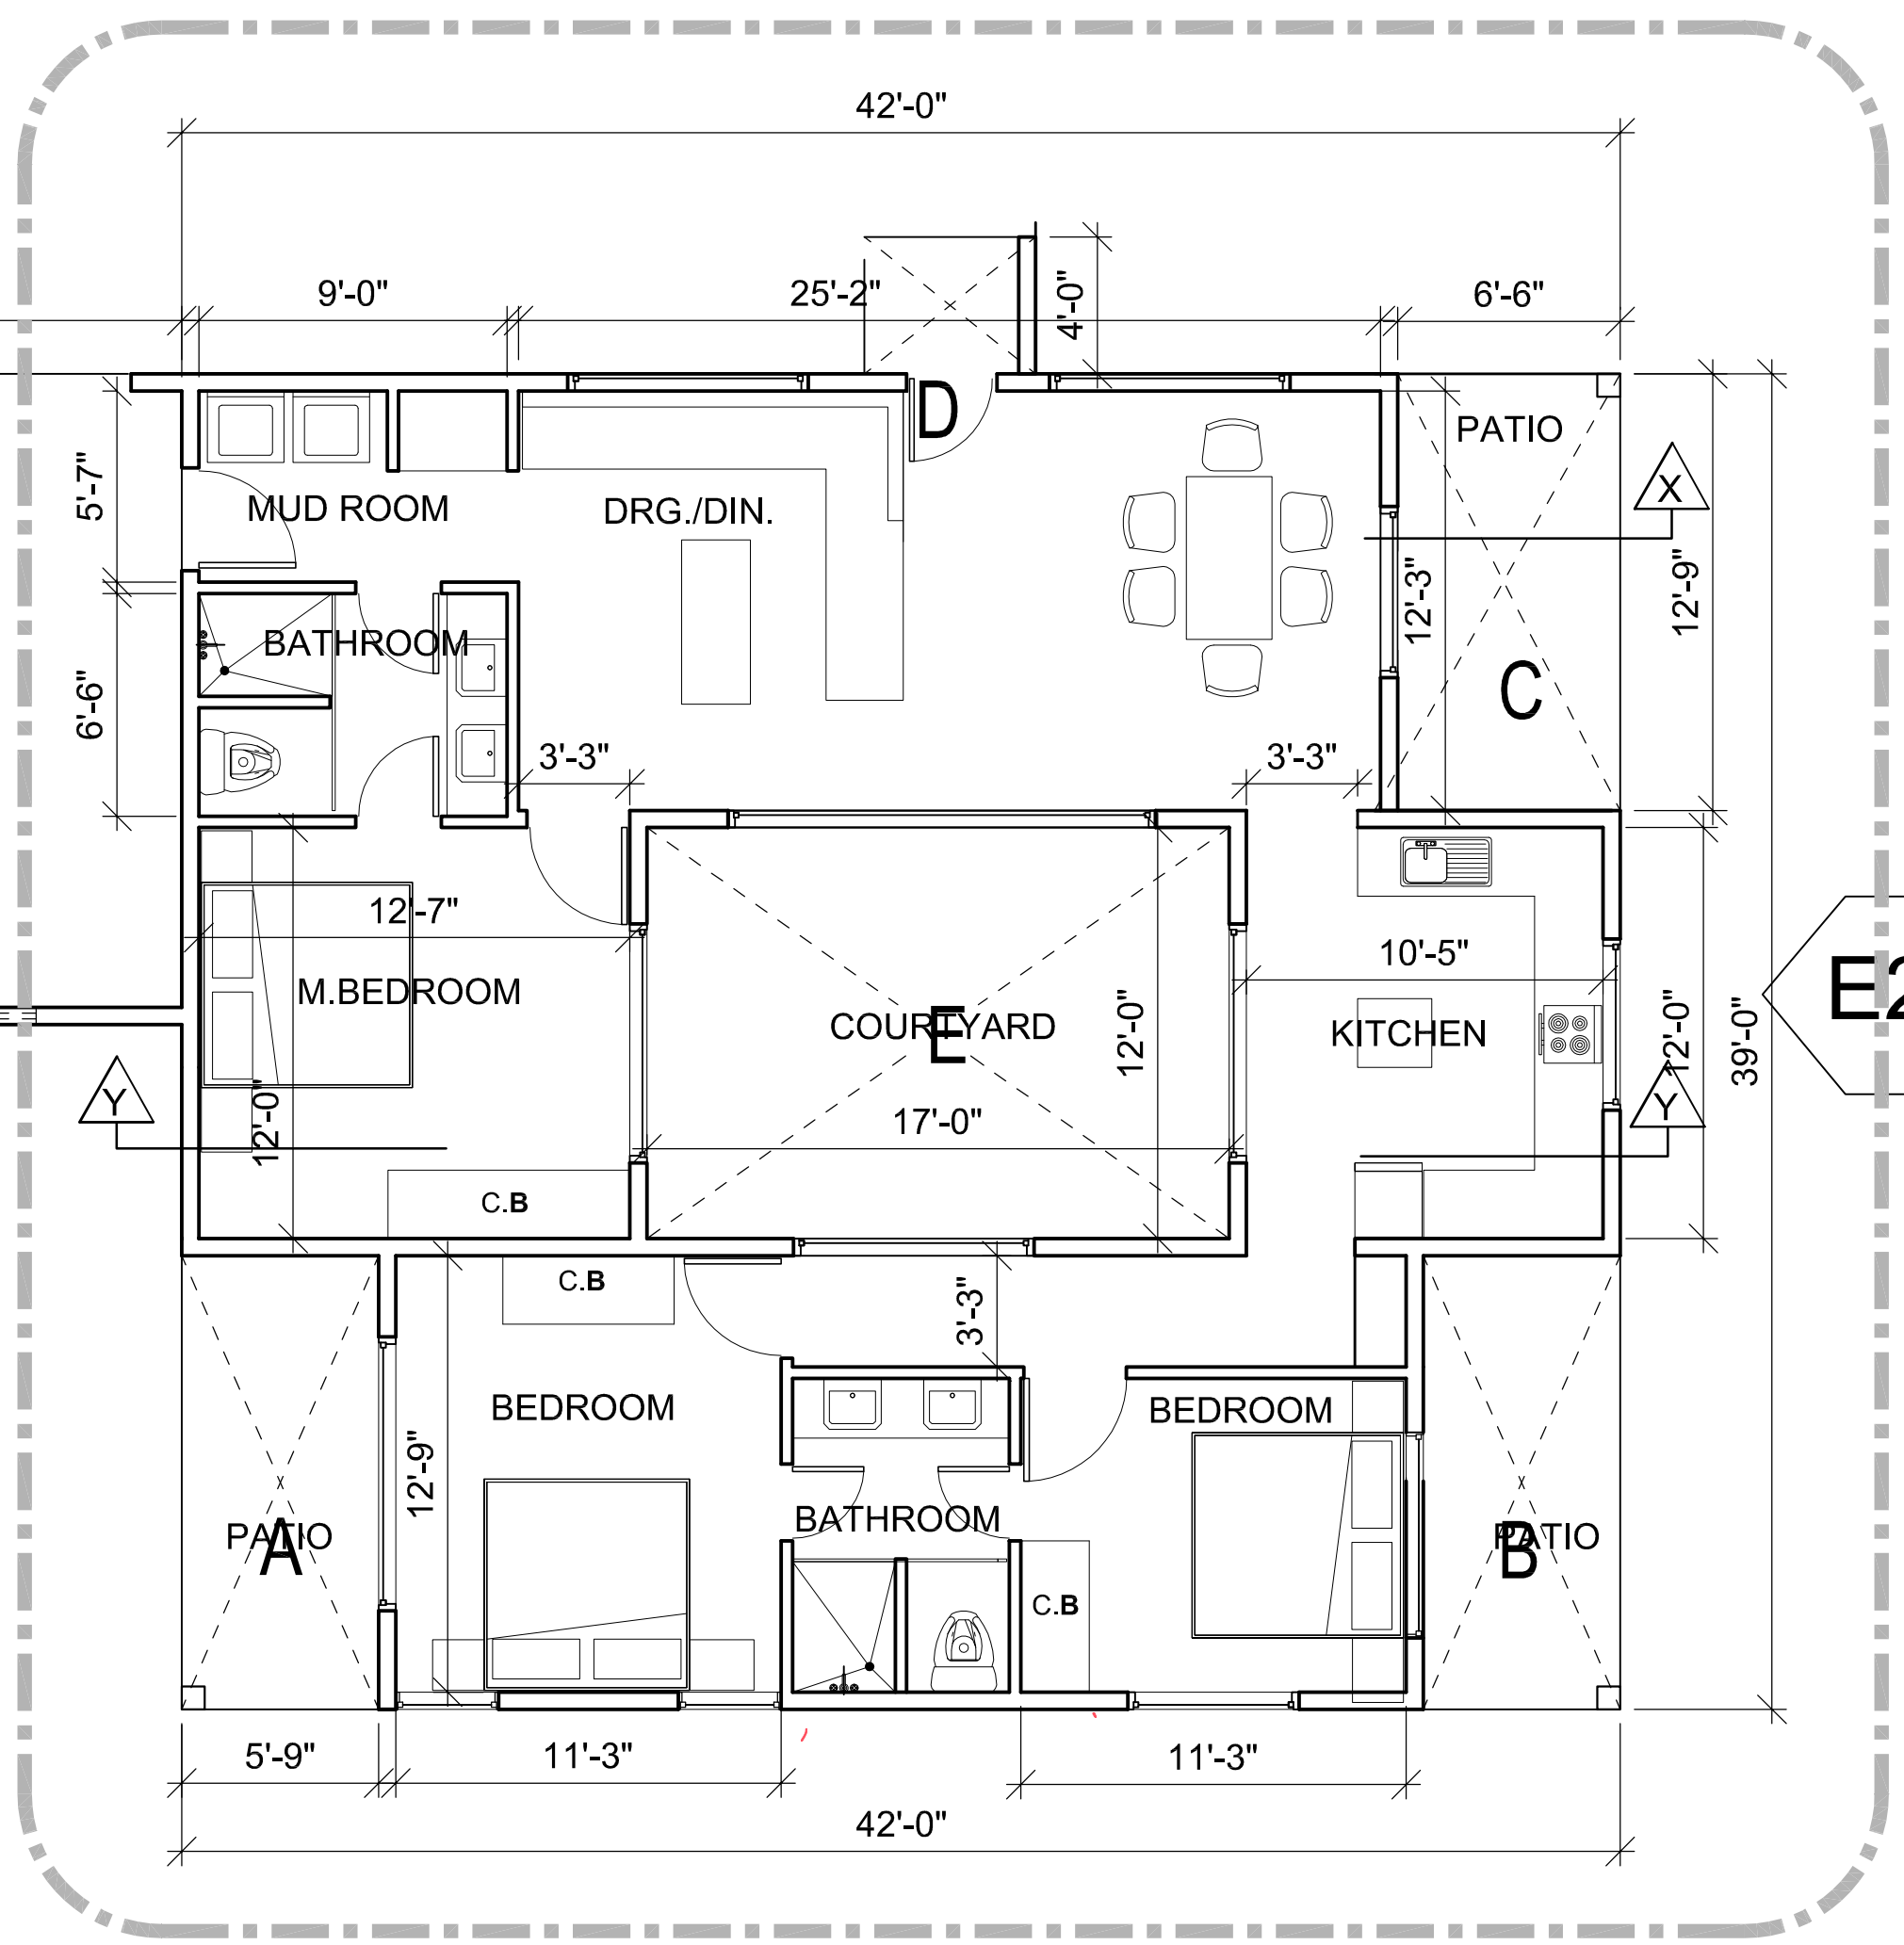 42'-0"
9'-0"
25'-2"
4'-0"
6'-6"
D
PATIO
X
5'-7"
MUD ROOM
DRG./DIN.
12'-3"
12'-9"
BATHROOM
C
6'-6"
3'-3"
3'-3"
12'-7"
10'-5"
M.BEDROOM
E
COURTYARD
12'-0"
KITCHEN
12'-0"
39'-0"
E2
Y
12'-0"
17'-0"
Y
C.B
C.B
3'-3"
BEDROOM
BEDROOM
12'-9"
BATHROOM
PATIO
A
PATIO
B
C.B
5'-9"
11'-3"
11'-3"
42'-0"